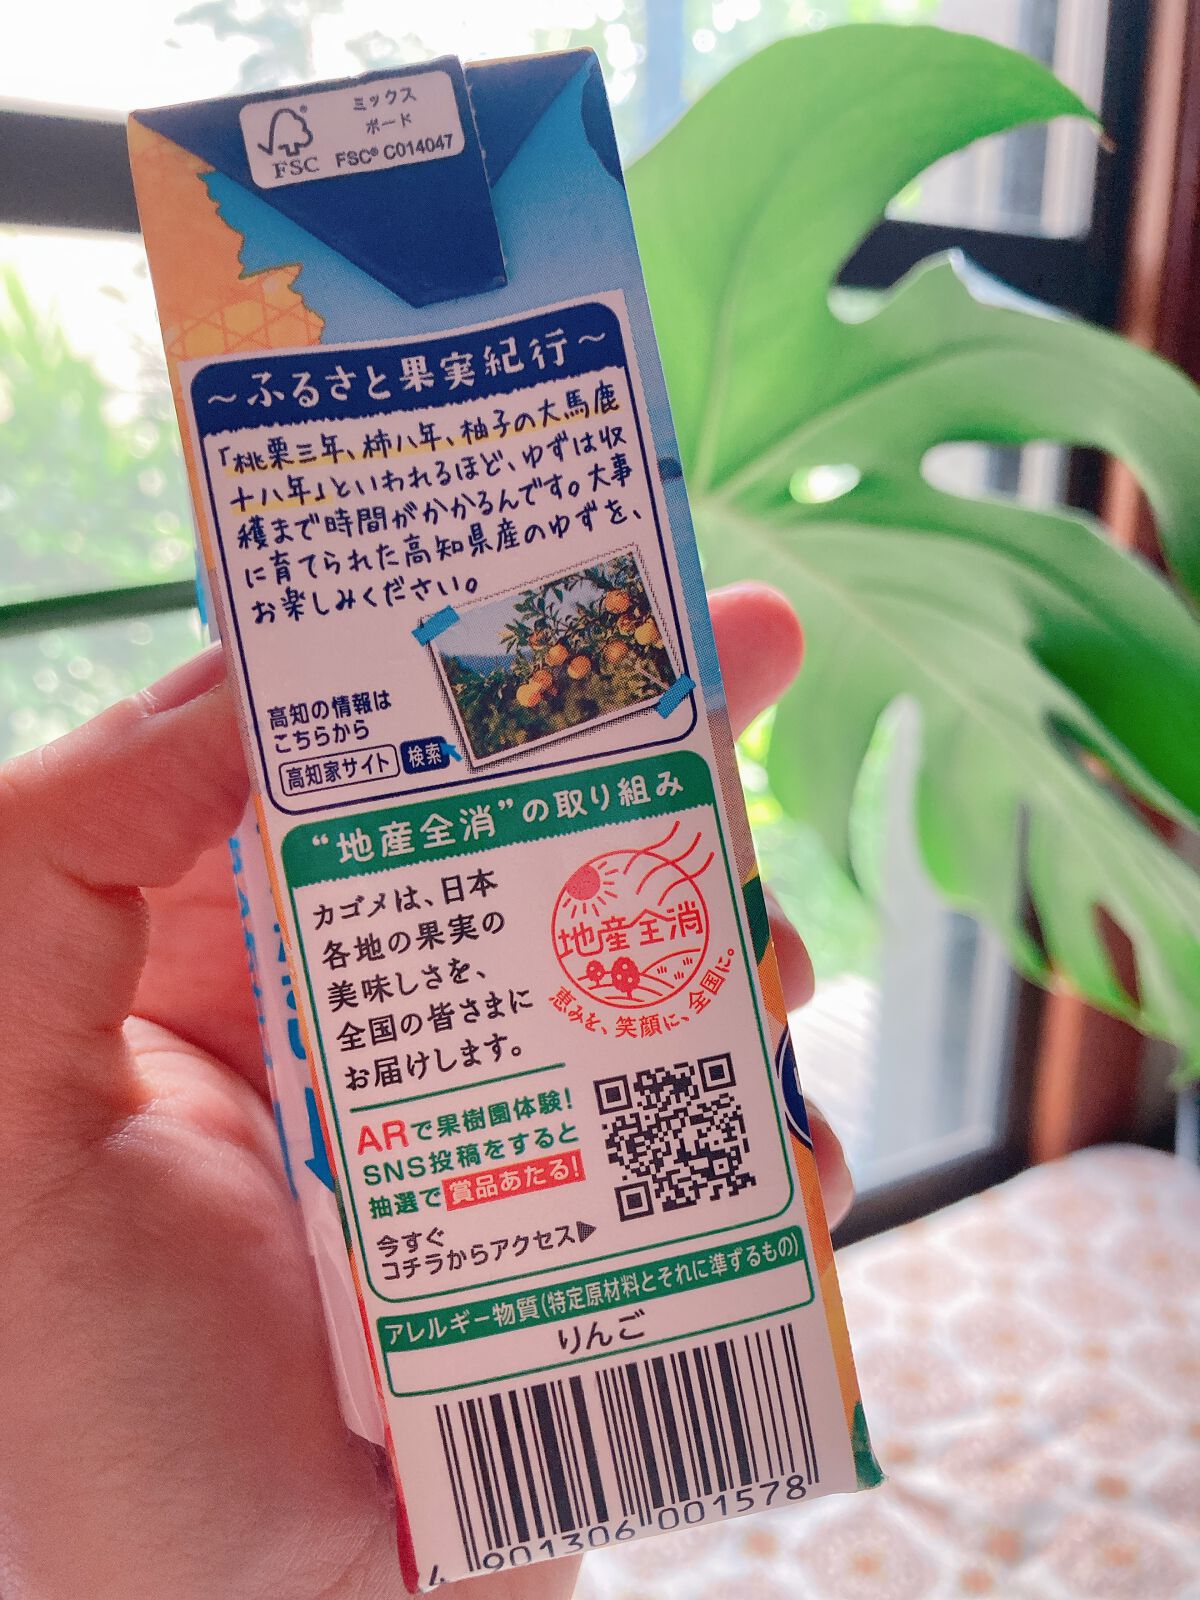 ミックス
ボード
FSC
FSC® C014047
～ふるさと果実紀行～
「桃栗三年、柿八年、柚子の大馬鹿
十八年」といわれるほど、ゆずは収
穫まで時間がかかるんです。大事
に育てられた高知県産のゆずを、
お楽しみください。
高知の情報は
こちらから
高知家サイト 検索
“地産全消”の取り組み
カゴメは、日本
各地の果実の
美味しさを、
全国の皆さまに
お届けします。
地産全消
恵みを、笑顔に、全国に。
ARで果樹園体験!
SNS投稿をすると
抽選で賞品あたる!
今すぐ
コチラからアクセス▶
アレルギー物質(特定原材料とそれに準ずるもの)
りんご
4 901306 001578